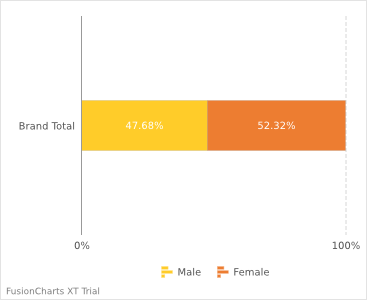 Brand Total
47.68%
52.32%
0%
100%
Male
Female
FusionCharts XT Trial